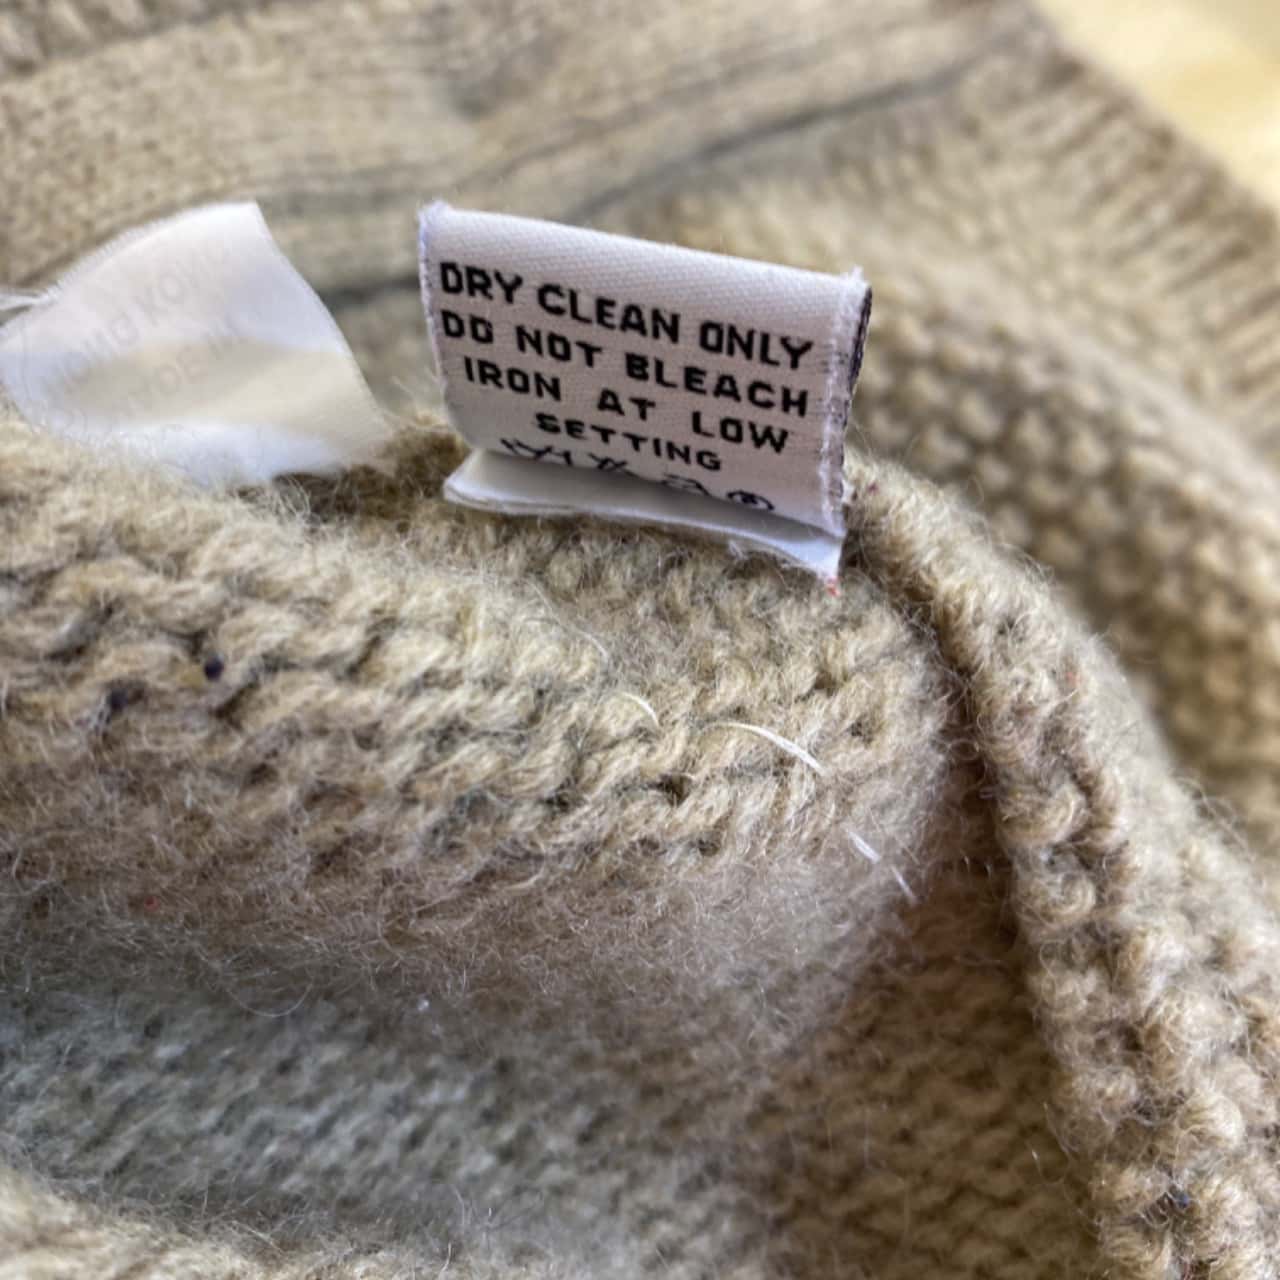 DRY CLEAN ONLY
DO NOT BLEACH
IRON AT LOW
SETTING